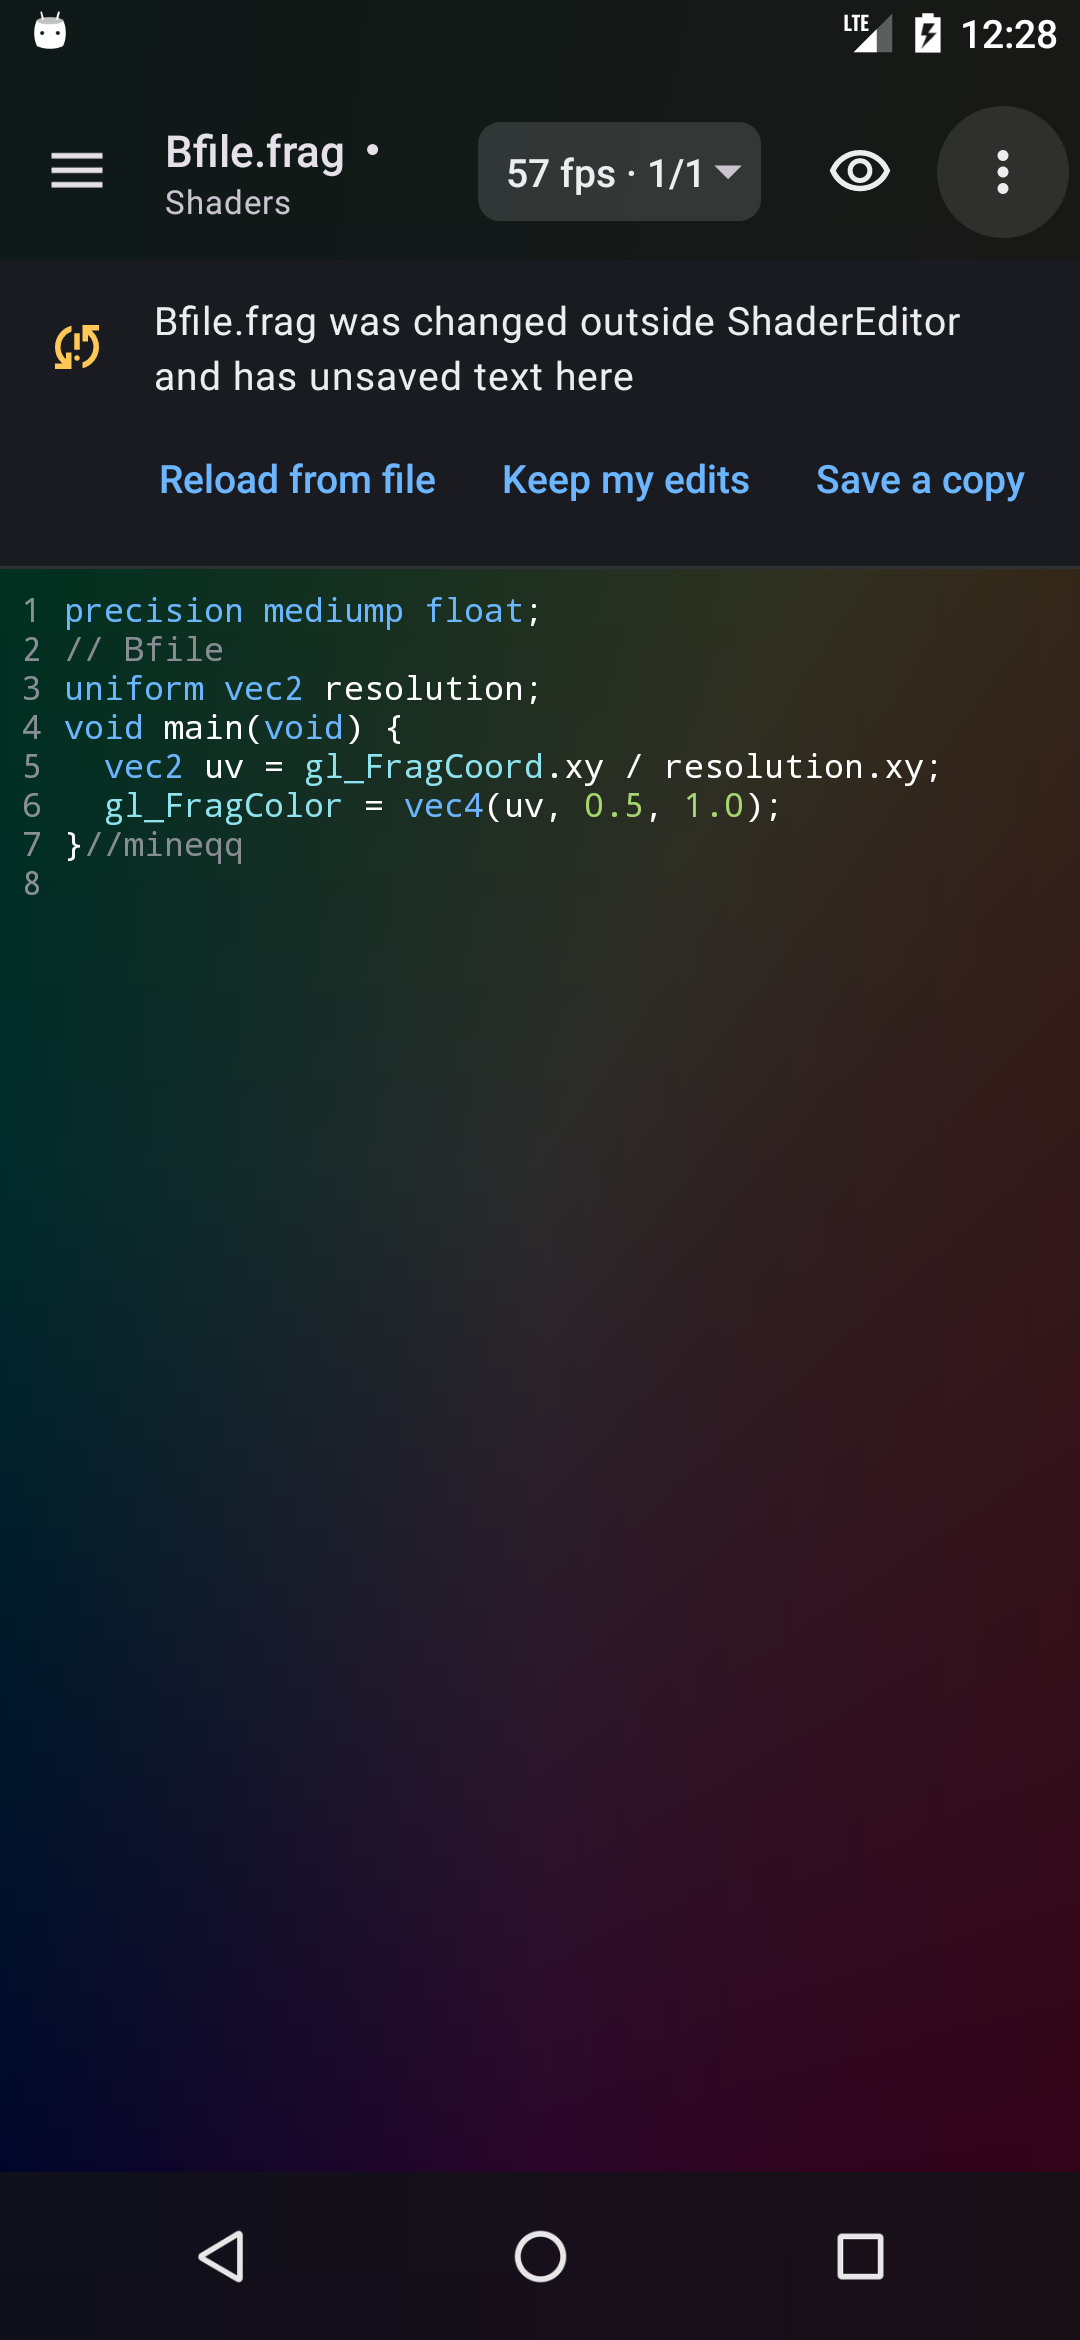 LTE 12:28
Bfile.frag •
Shaders
57 fps · 1/1
Bfile.frag was changed outside ShaderEditor
and has unsaved text here
Reload from file Keep my edits Save a copy
1 precision mediump float;
2 // Bfile
3 uniform vec2 resolution;
4 void main(void) {
5   vec2 uv = gl_FragCoord.xy / resolution.xy;
6   gl_FragColor = vec4(uv, 0.5, 1.0);
7 }//mineqq
8